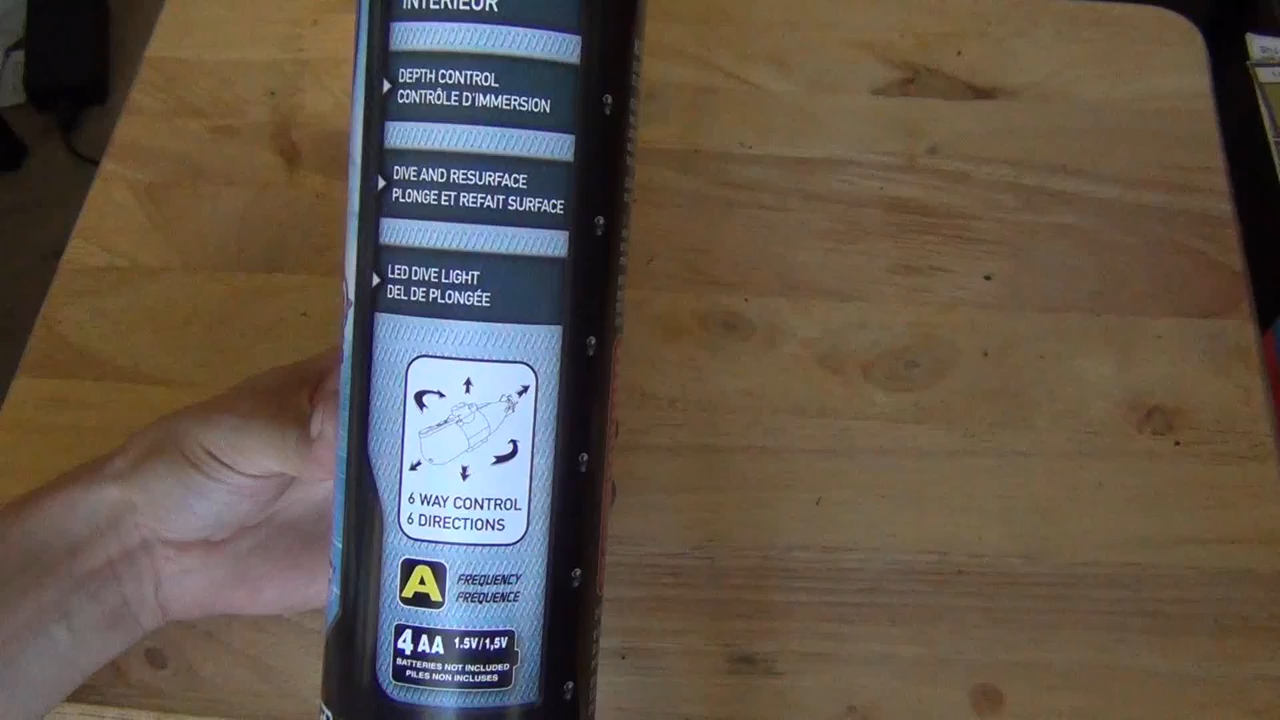 INTÉRIEUR
DEPTH CONTROL
CONTRÔLE D'IMMERSION
DIVE AND RESURFACE
PLONGE ET REFAIT SURFACE
LED DIVE LIGHT
DEL DE PLONGÉE
6 WAY CONTROL
6 DIRECTIONS
A FREQUENCY
FRÉQUENCE
4 AA 1.5V/1,5V
BATTERIES NOT INCLUDED
PILES NON INCLUSES